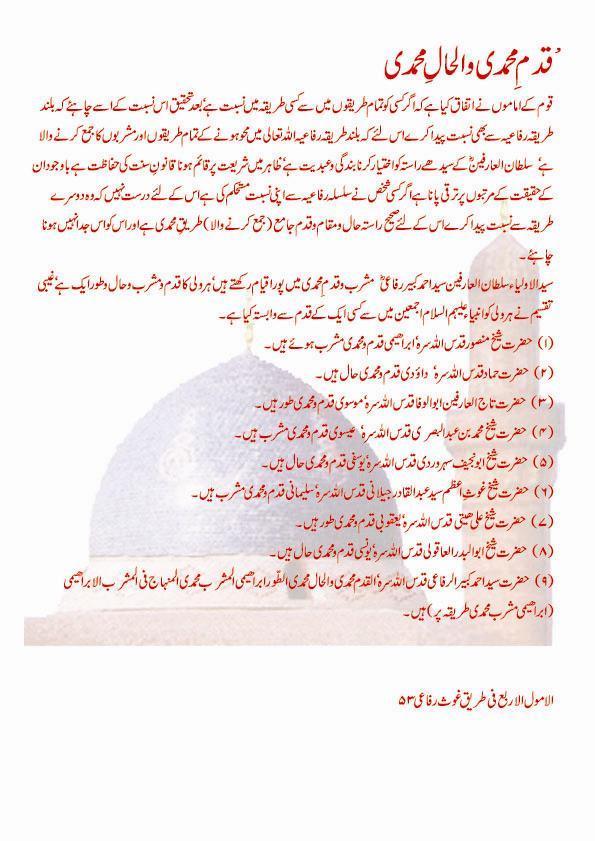 ’قدمِ محمدی والحالِ محمدی
قوم کے اماموں نے اتفاق کیا ہے کہ اگر کسی کو تمام طریقوں میں سے کسی طریقہ میں نسبت ہے‘ بعد تحقیق اس نسبت کے اسے چاہئے کہ بلند
طریقہ رفاعیہ سے بھی نسبت پیدا کرے اس لئے کہ بلند طریقہ رفاعیہ اللہ تعالی میں محو ہونے کے تمام طریقوں اور مشربوں کا جمع کرنے والا
ہے‘ سلطان العارفینؓ کے سیدھے راستہ کو اختیار کرنا بندگی وعبدیت ہے‘ ظاہر میں شریعت پر قائم ہونا قانونِ سنت کی حفاظت ہے باوجود ان
کے حقیقت کے مرتبوں پر ترقی پانا ہے اگر کسی شخص نے سلسلہ رفاعیہ سے اپنی نسبت مستحکم کی ہے اس کے لئے درست نہیں کہ وہ دوسرے
طریقہ سے نسبت پیدا کرے اس کے لئے صحیح راستہ حال ومقام وقدم جامع (جمع کرنے والا) طریقِ محمدی ہے اور اس کو اس جدا نہیں ہونا
چاہئے۔
سید الاولیاء سلطان العارفین سید احمد کبیر رفاعیؓ مشرب وقدمِ محمدی میں پورا قیام رکھتے ہیں‘ ہر ولی کا قدم ومشرب وحال وطور ایک ہے‘ غیبی
تقسیم نے ہر ولی کو انبیاء علیہم السلام اجمعین میں سے کسی ایک کے قدم سے وابستہ کیا ہے۔
(۱) حضرت شیخ منصور قدس اللہ سرہ‘ ابراھیمی قدم ومحمدی مشرب ہوئے ہیں۔
(۲) حضرت حماد قدس اللہ سرہ‘ داؤدی قدم ومحمدی حال ہیں۔
(۳) حضرت تاج العارفین ابوالوفا قدس اللہ سرہ‘ موسوی قدم ومحمدی طور ہیں۔
(۴) حضرت شیخ محمد بن عبدالبصری قدس اللہ سرہ‘ عیسوی قدم ومحمدی مشرب ہیں۔
(۵) حضرت شیخ ابو نجیف سہروردی قدس اللہ سرہ‘ یوسفی قدم ومحمدی حال ہیں۔
(۶) حضرت شیخ غوثِ اعظم سید عبدالقادر جیلانی قدس اللہ سرہ‘ سلیمانی قدم ومحمدی مشرب ہیں۔
(۷) حضرت شیخ علی ھیتی قدس اللہ سرہ‘ یعقوبی قدم ومحمدی طور ہیں۔
(۸) حضرت شیخ ابوالبدر العاقولی قدس اللہ سرہ‘ یونسی قدم ومحمدی حال ہیں۔
(۹) حضرت سید احمد کبیر الرفاعی قدس اللہ سرہ‘ القدم محمدی والحال محمدی الطّور ابراھیمی المشرب محمدی المنہاج فی المشرب الابراھیمی
(ابراھیمی مشرب محمدی طریقہ پر) ہیں۔
الامول الاربع فی طریق غوث رفاعی ۵۳